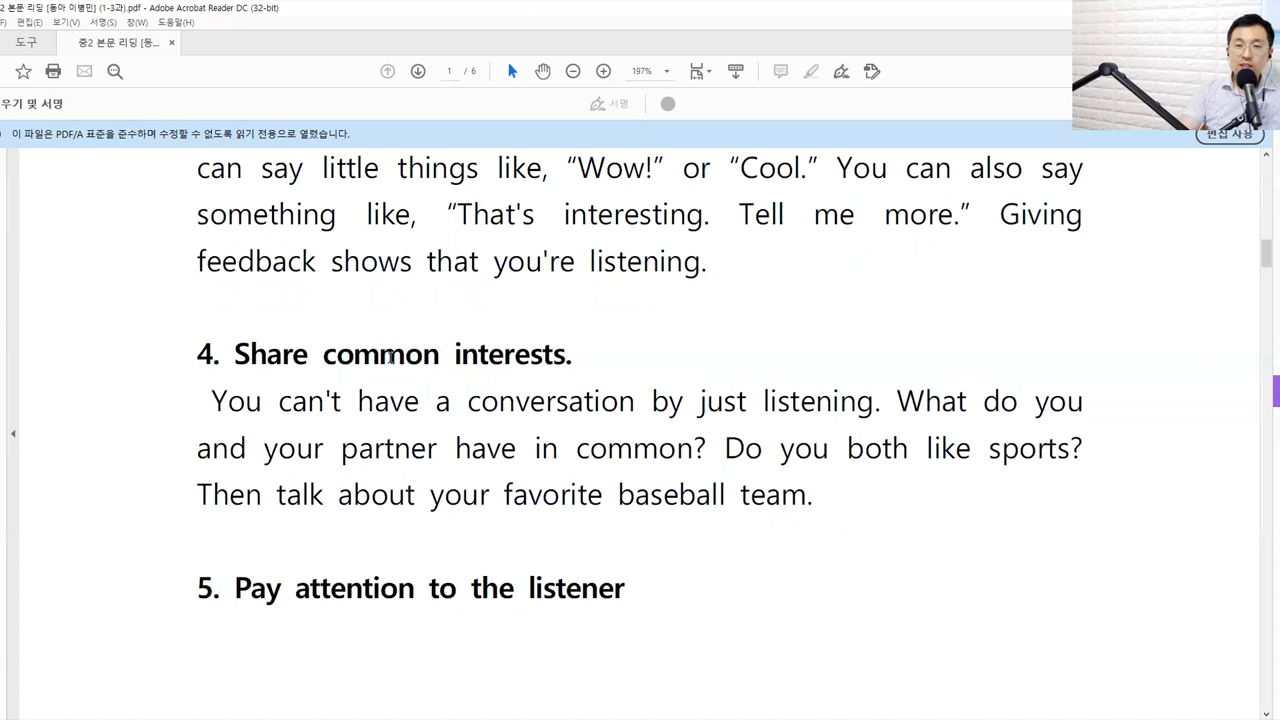 2 본문 리딩 [동아 이병민] (1-3과).pdf - Adobe Acrobat Reader DC (32-bit)
F) 편집(E) 보기(V) 서명(S) 창(W) 도움말(H)
도구 중2 본문 리딩 [동... ×
1 / 6 197%
우기 및 서명 서명
이 파일은 PDF/A 표준을 준수하며 수정할 수 없도록 읽기 전용으로 열렸습니다. 편집 사용
can say little things like, “Wow!” or “Cool.” You can also say
something like, “That's interesting. Tell me more.” Giving
feedback shows that you're listening.
4. Share common interests.
You can't have a conversation by just listening. What do you
and your partner have in common? Do you both like sports?
Then talk about your favorite baseball team.
5. Pay attention to the listener